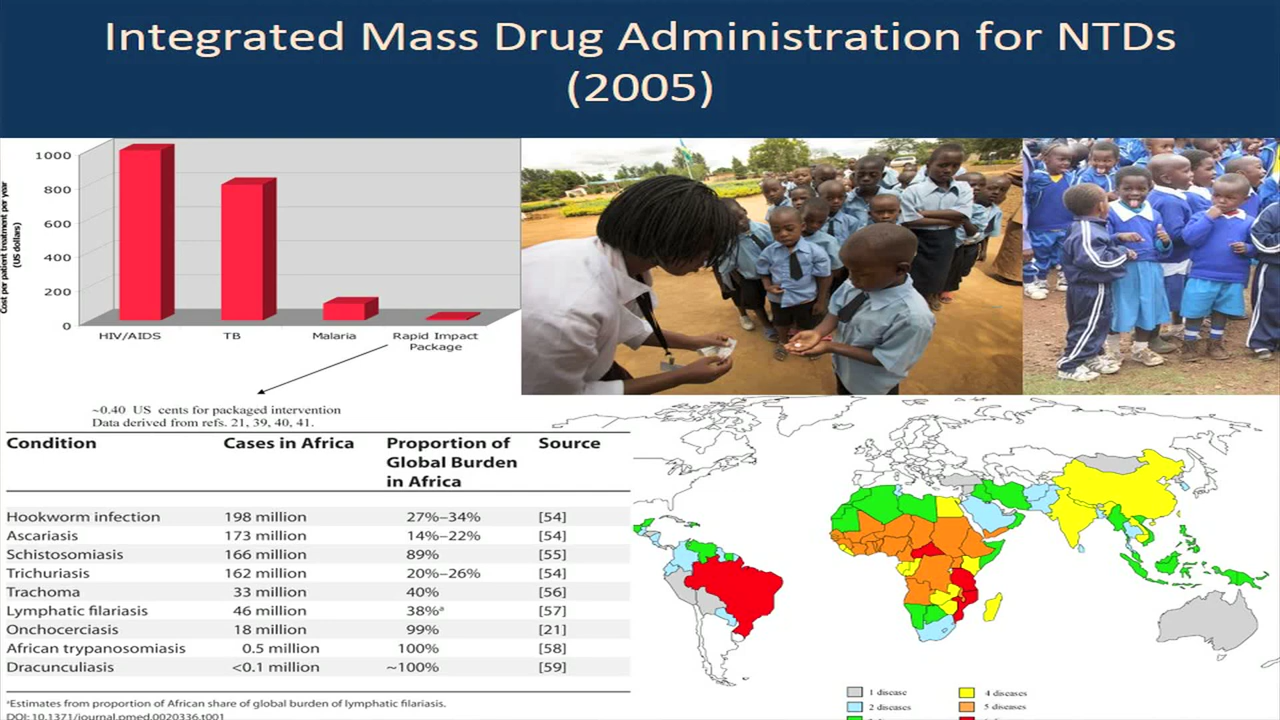 Integrated Mass Drug Administration for NTDs
(2005)
Cost per patient treatment per year
(US dollars)
1000
800
600
400
200
0
HIV/AIDS TB Malaria Rapid Impact
Package
~0.40 US cents for packaged intervention
Data derived from refs. 21, 39, 40, 41.
Condition Cases in Africa Proportion of Source
Global Burden
in Africa
Hookworm infection 198 million 27%–34% [54]
Ascariasis 173 million 14%–22% [54]
Schistosomiasis 166 million 89% [55]
Trichuriasis 162 million 20%–26% [54]
Trachoma 33 million 40% [56]
Lymphatic filariasis 46 million 38%ᵃ [57]
Onchocerciasis 18 million 99% [21]
African trypanosomiasis 0.5 million 100% [58]
Dracunculiasis <0.1 million ~100% [59]
ᵃEstimates from proportion of African share of global burden of lymphatic filariasis.
DOI: 10.1371/journal.pmed.0020336.t001
1 disease 4 diseases
2 diseases 5 diseases